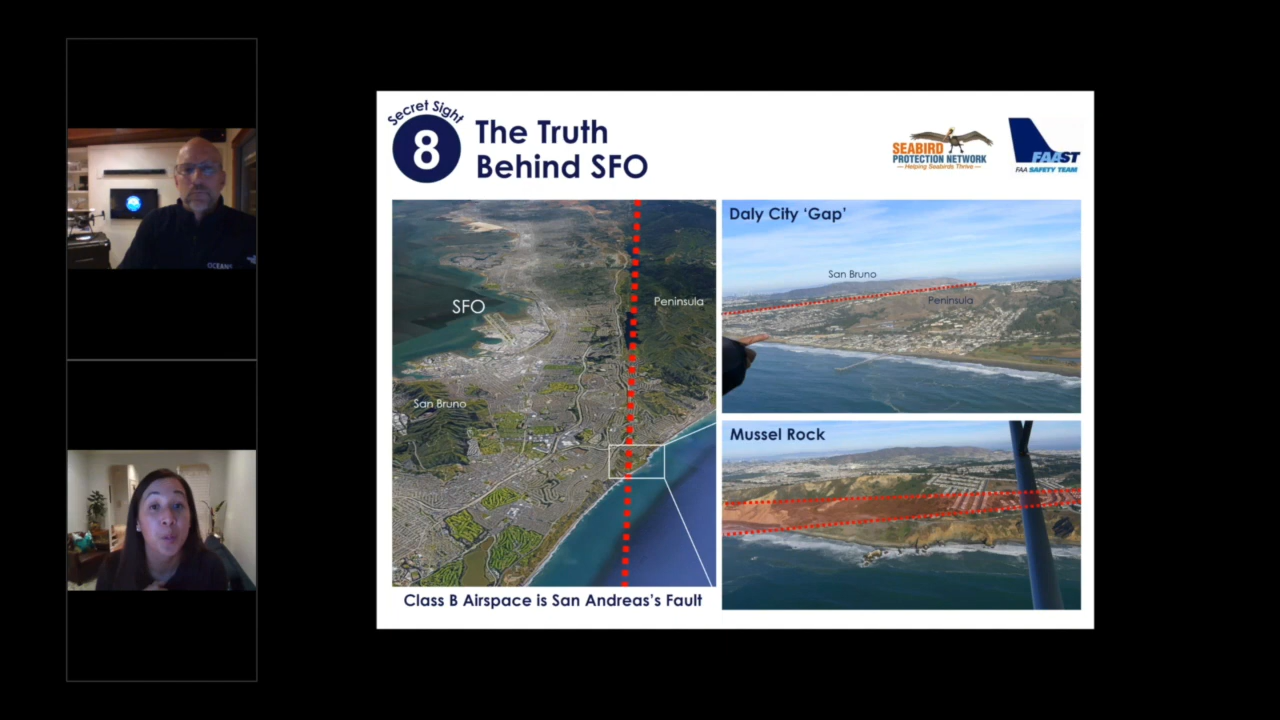 Secret Sight
8
The Truth
Behind SFO
SEABIRD
PROTECTION NETWORK
Helping Seabirds Thrive
FAAST
FAA SAFETY TEAM
SFO
Peninsula
San Bruno
Class B Airspace is San Andreas's Fault
Daly City ‘Gap’
San Bruno
Peninsula
Mussel Rock
OCEANS